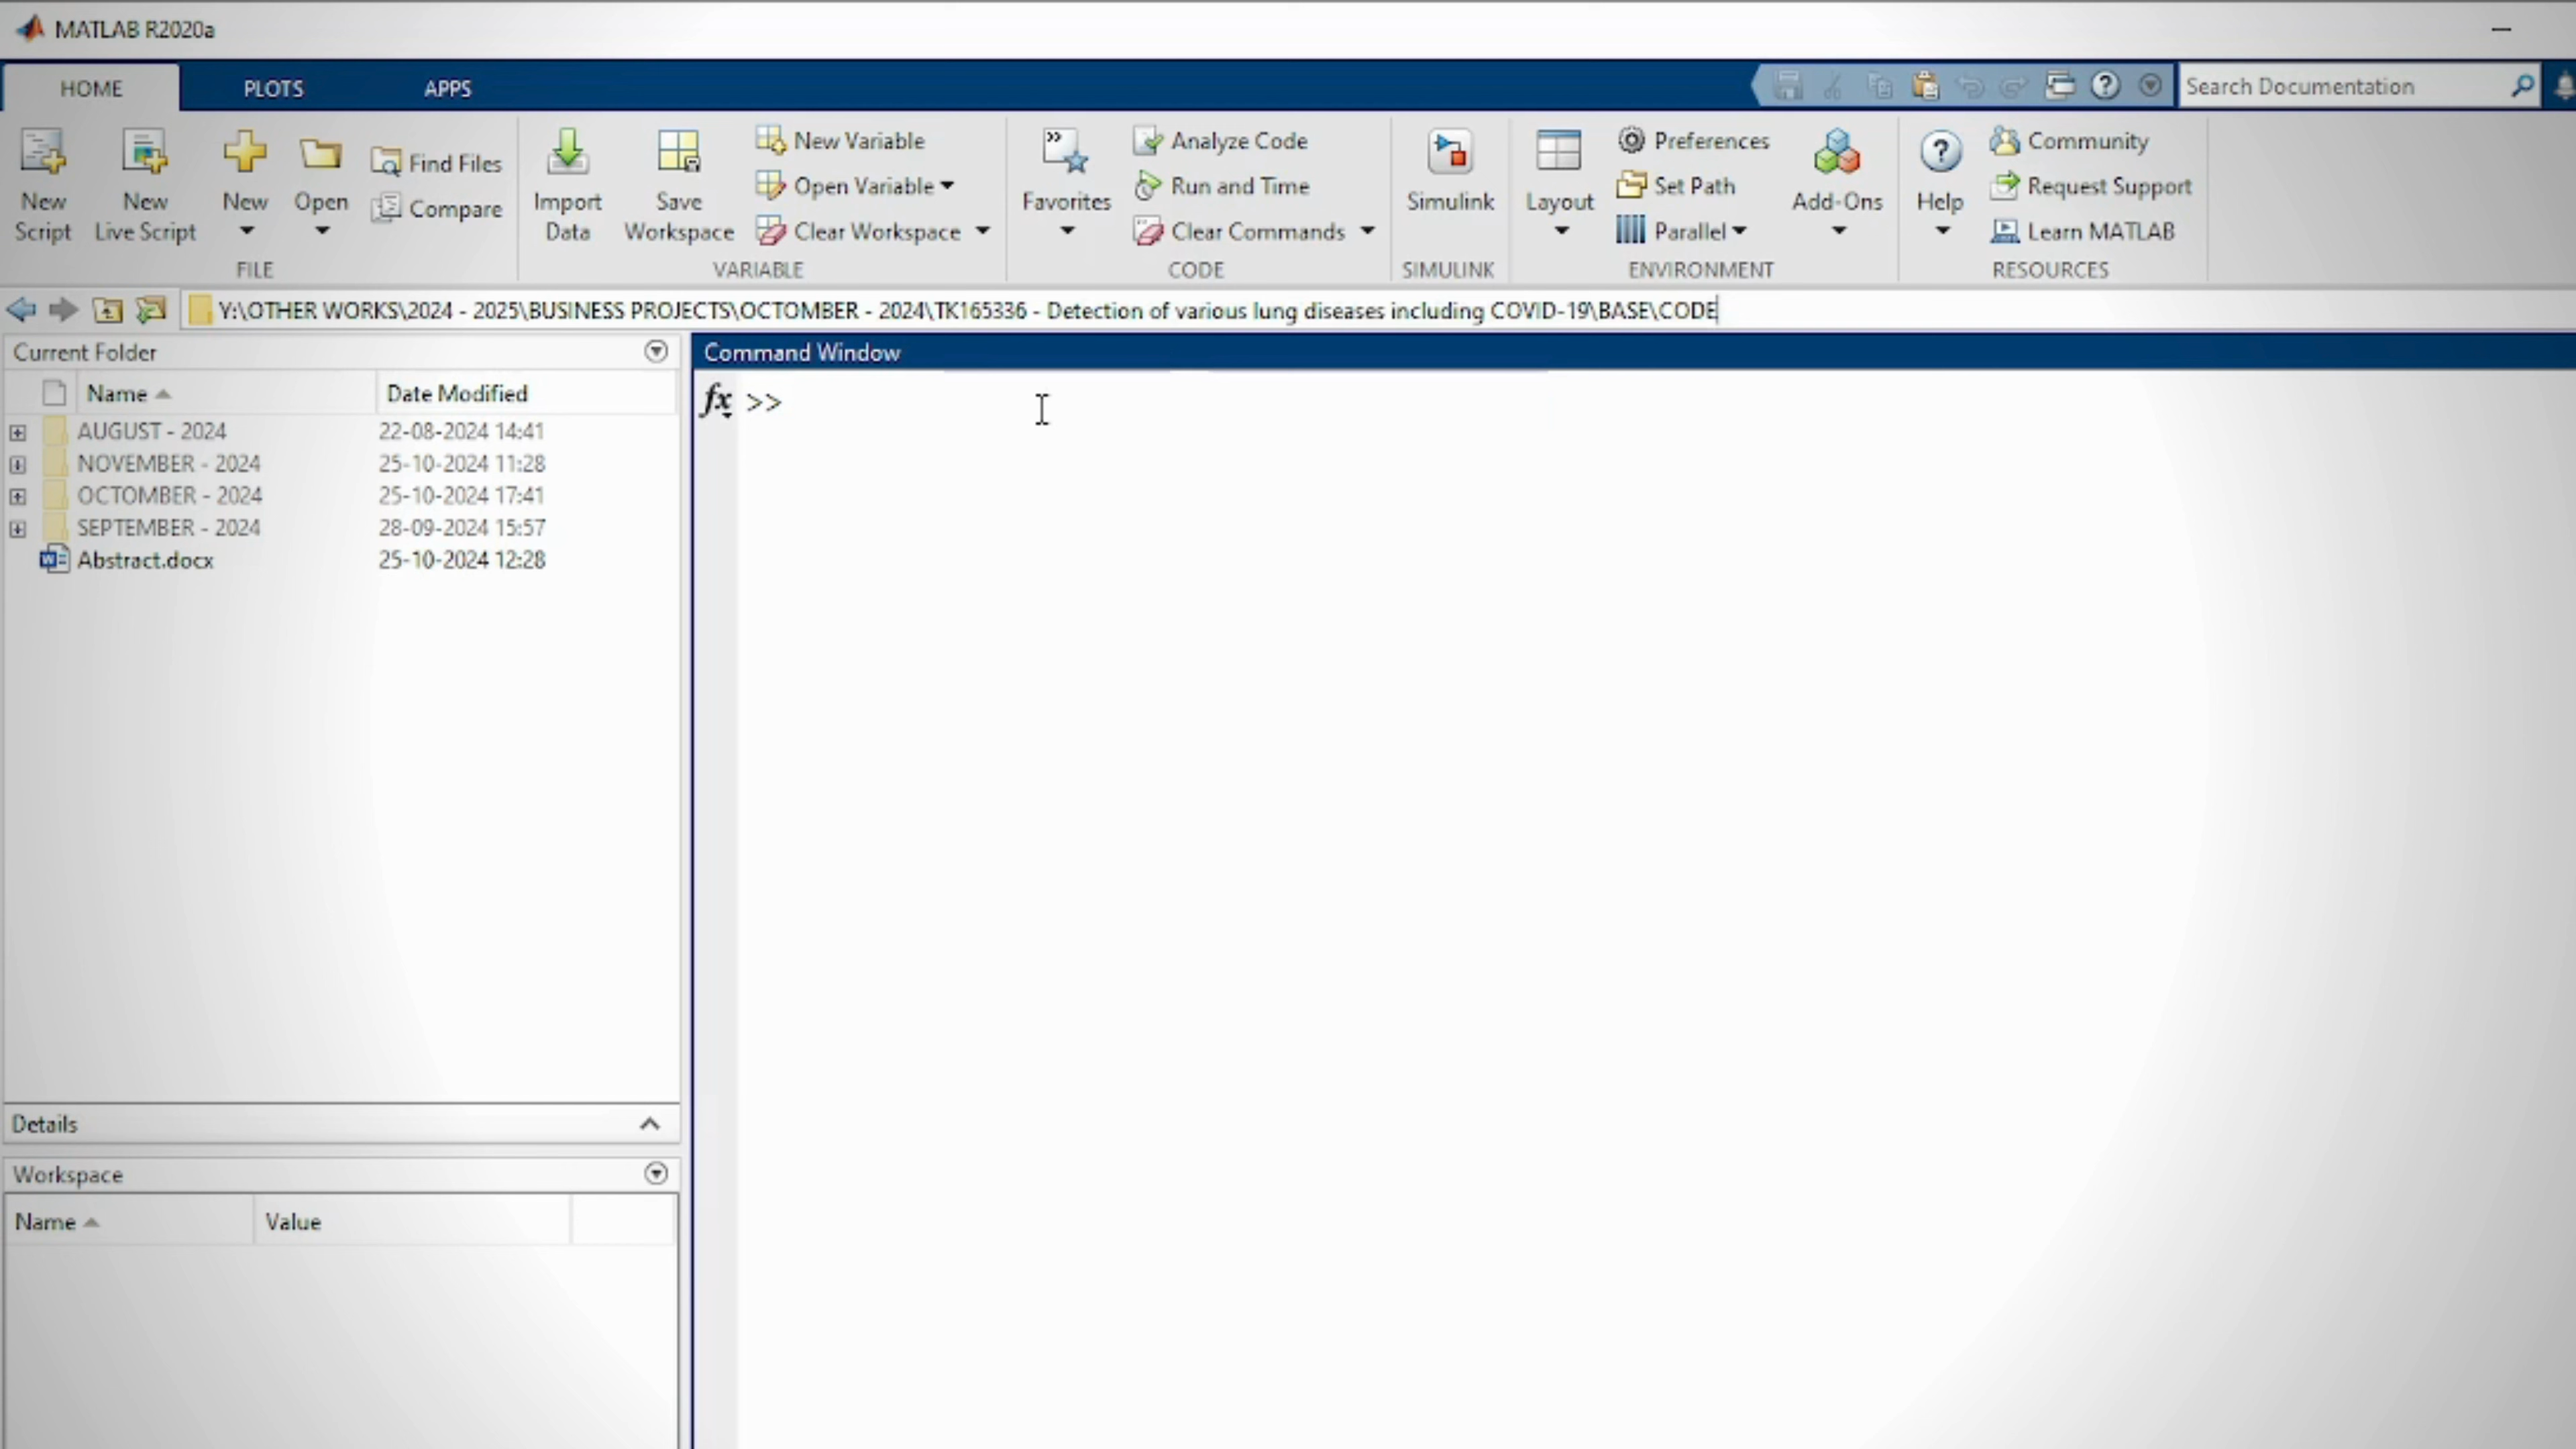 MATLAB R2020a
HOME PLOTS APPS Search Documentation
New Script
New Live Script
New
Open
Find Files
Compare
FILE
Import Data
Save Workspace
New Variable
Open Variable
Clear Workspace
VARIABLE
Favorites
Analyze Code
Run and Time
Clear Commands
CODE
Simulink
SIMULINK
Layout
Preferences
Set Path
Parallel
Add-Ons
ENVIRONMENT
Help
Community
Request Support
Learn MATLAB
RESOURCES
Y:\OTHER WORKS\2024 - 2025\BUSINESS PROJECTS\OCTOMBER - 2024\TK165336 - Detection of various lung diseases including COVID-19\BASE\CODE
Current Folder
Name Date Modified
AUGUST - 2024 22-08-2024 14:41
NOVEMBER - 2024 25-10-2024 11:28
OCTOMBER - 2024 25-10-2024 17:41
SEPTEMBER - 2024 28-09-2024 15:57
Abstract.docx 25-10-2024 12:28
Details
Workspace
Name Value
Command Window
fx >>